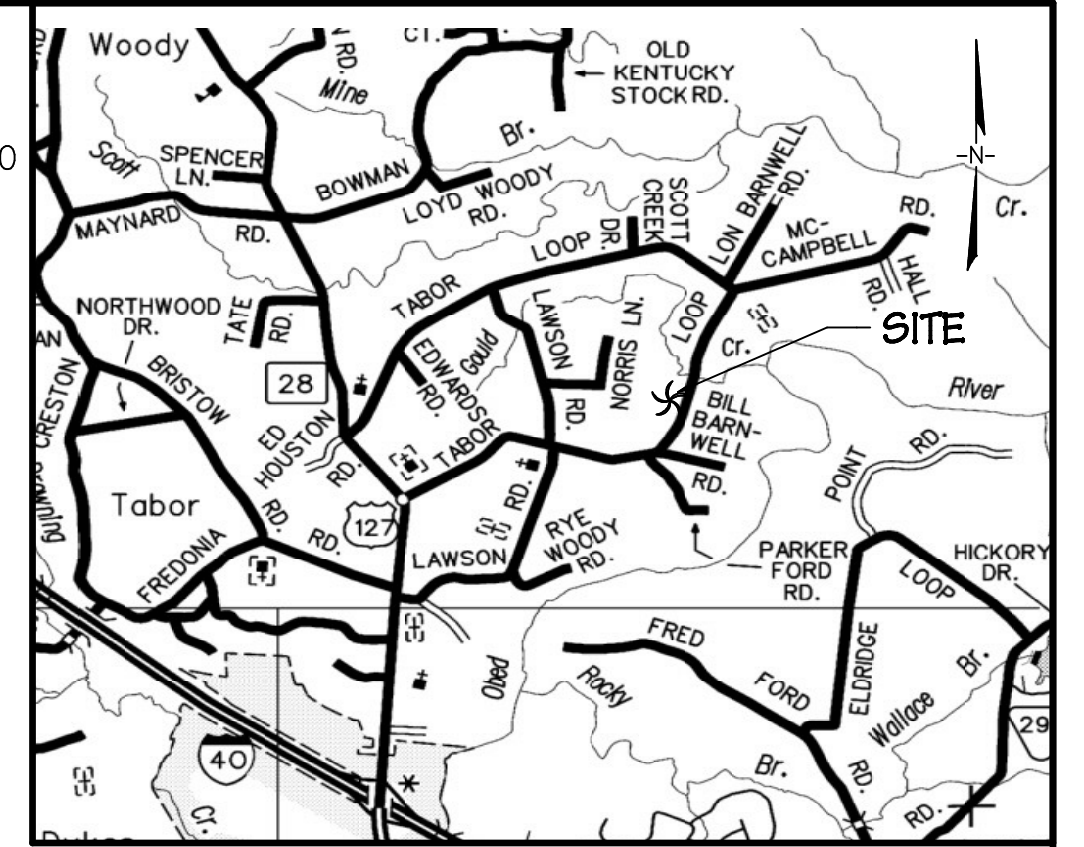 Woody
CT.
RD.
Mine
OLD
KENTUCKY
STOCK RD.
Br.
-N-
Scott
SPENCER
LN.
BOWMAN
LOYD WOODY
RD.
MAYNARD
RD.
SCOTT
CREEK
DR.
LOOP
LON BARNWELL
RD.
MC-
CAMPBELL
RD.
Cr.
HALL
RD.
TABOR
NORTHWOOD
DR.
TATE
RD.
28
LAWSON
RD.
NORRIS LN.
LOOP
Cr.
SITE
River
Gould
EDWARDS
RD.
BRISTOW
RD.
CRESTON
ED
HOUSTON
RD.
TABOR
BILL
BARN-
WELL
RD.
POINT
RD.
Tabor
127
RD.
LAWSON
RD.
RYE
WOODY
RD.
FREDONIA
PARKER
FORD
RD.
HICKORY
DR.
LOOP
ELDRIDGE
FRED
FORD
RD.
Obed
Rocky
Br.
Wallace
Br.
29
40
Cr.
RD.